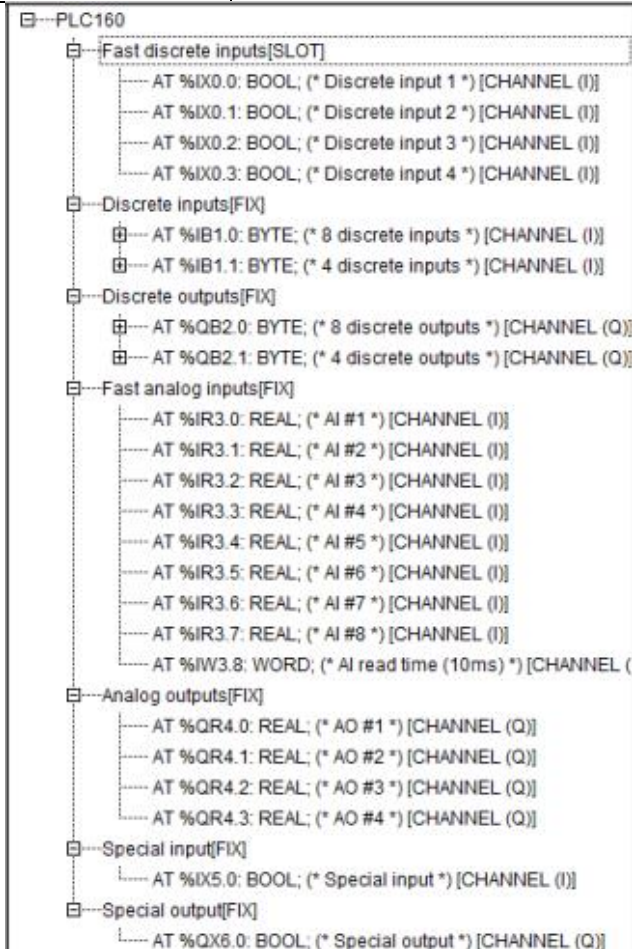 PLC160
Fast discrete inputs[SLOT]
AT %IX0.0: BOOL; (* Discrete input 1 *) [CHANNEL (I)]
AT %IX0.1: BOOL; (* Discrete input 2 *) [CHANNEL (I)]
AT %IX0.2: BOOL; (* Discrete input 3 *) [CHANNEL (I)]
AT %IX0.3: BOOL; (* Discrete input 4 *) [CHANNEL (I)]
Discrete inputs[FIX]
AT %IB1.0: BYTE; (* 8 discrete inputs *) [CHANNEL (I)]
AT %IB1.1: BYTE; (* 4 discrete inputs *) [CHANNEL (I)]
Discrete outputs[FIX]
AT %QB2.0: BYTE; (* 8 discrete outputs *) [CHANNEL (Q)]
AT %QB2.1: BYTE; (* 4 discrete outputs *) [CHANNEL (Q)]
Fast analog inputs[FIX]
AT %IR3.0: REAL; (* AI #1 *) [CHANNEL (I)]
AT %IR3.1: REAL; (* AI #2 *) [CHANNEL (I)]
AT %IR3.2: REAL; (* AI #3 *) [CHANNEL (I)]
AT %IR3.3: REAL; (* AI #4 *) [CHANNEL (I)]
AT %IR3.4: REAL; (* AI #5 *) [CHANNEL (I)]
AT %IR3.5: REAL; (* AI #6 *) [CHANNEL (I)]
AT %IR3.6: REAL; (* AI #7 *) [CHANNEL (I)]
AT %IR3.7: REAL; (* AI #8 *) [CHANNEL (I)]
AT %IW3.8: WORD; (* AI read time (10ms) *) [CHANNEL (
Analog outputs[FIX]
AT %QR4.0: REAL; (* AO #1 *) [CHANNEL (Q)]
AT %QR4.1: REAL; (* AO #2 *) [CHANNEL (Q)]
AT %QR4.2: REAL; (* AO #3 *) [CHANNEL (Q)]
AT %QR4.3: REAL; (* AO #4 *) [CHANNEL (Q)]
Special input[FIX]
AT %IX5.0: BOOL; (* Special input *) [CHANNEL (I)]
Special output[FIX]
AT %QX6.0: BOOL; (* Special output *) [CHANNEL (Q)]